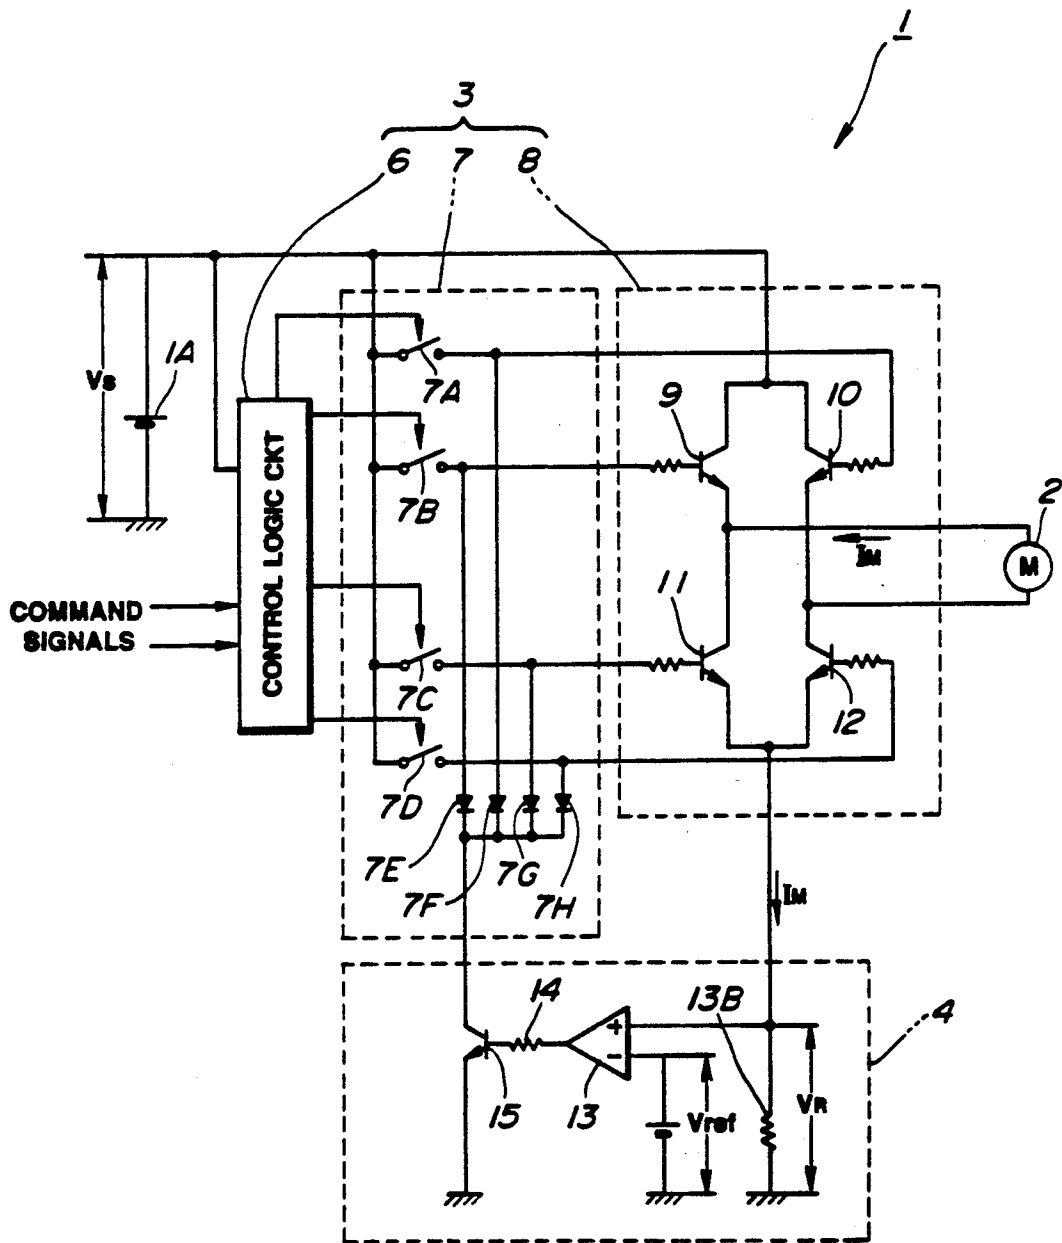 1
3
6 7 8
Vs
1A
7A
9
10
7B
2
CONTROL LOGIC CKT
IM
M
COMMAND
SIGNALS
11
7C
12
7D
7E
7G
7F
7H
IM
14
13B
4
+
−
15
13
Vref
VR